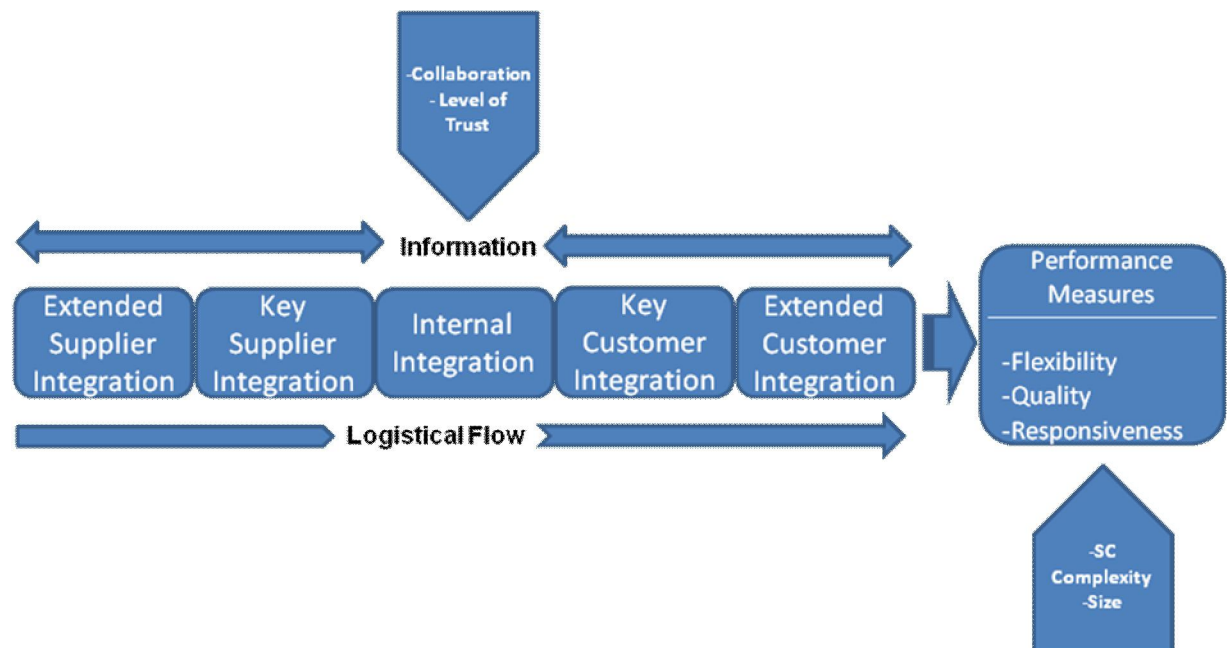 -Collaboration
- Level of
Trust
Information
Extended
Supplier
Integration
Key
Supplier
Integration
Internal
Integration
Key
Customer
Integration
Extended
Customer
Integration
Logistical Flow
Performance
Measures
-Flexibility
-Quality
-Responsiveness
-SC
Complexity
-Size